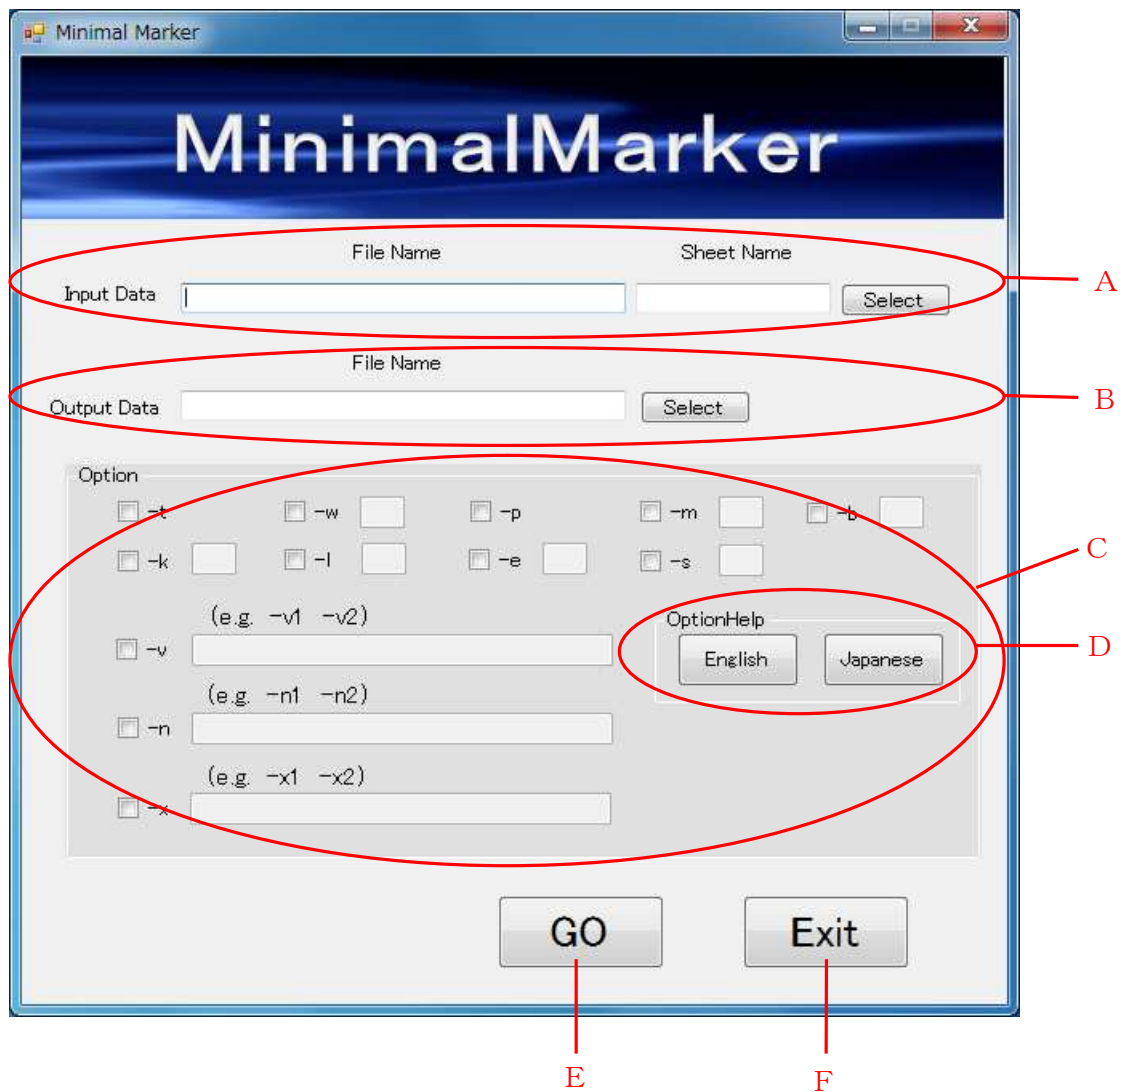 Minimal Marker
MinimalMarker
File Name Sheet Name
Input Data Select A
File Name
Output Data Select B
Option
-t -w -p -m -b
-k -l -e -s C
(e.g. -v1 -v2) OptionHelp
-v English Japanese D
(e.g. -n1 -n2)
-n
(e.g. -x1 -x2)
-x
GO Exit
E F